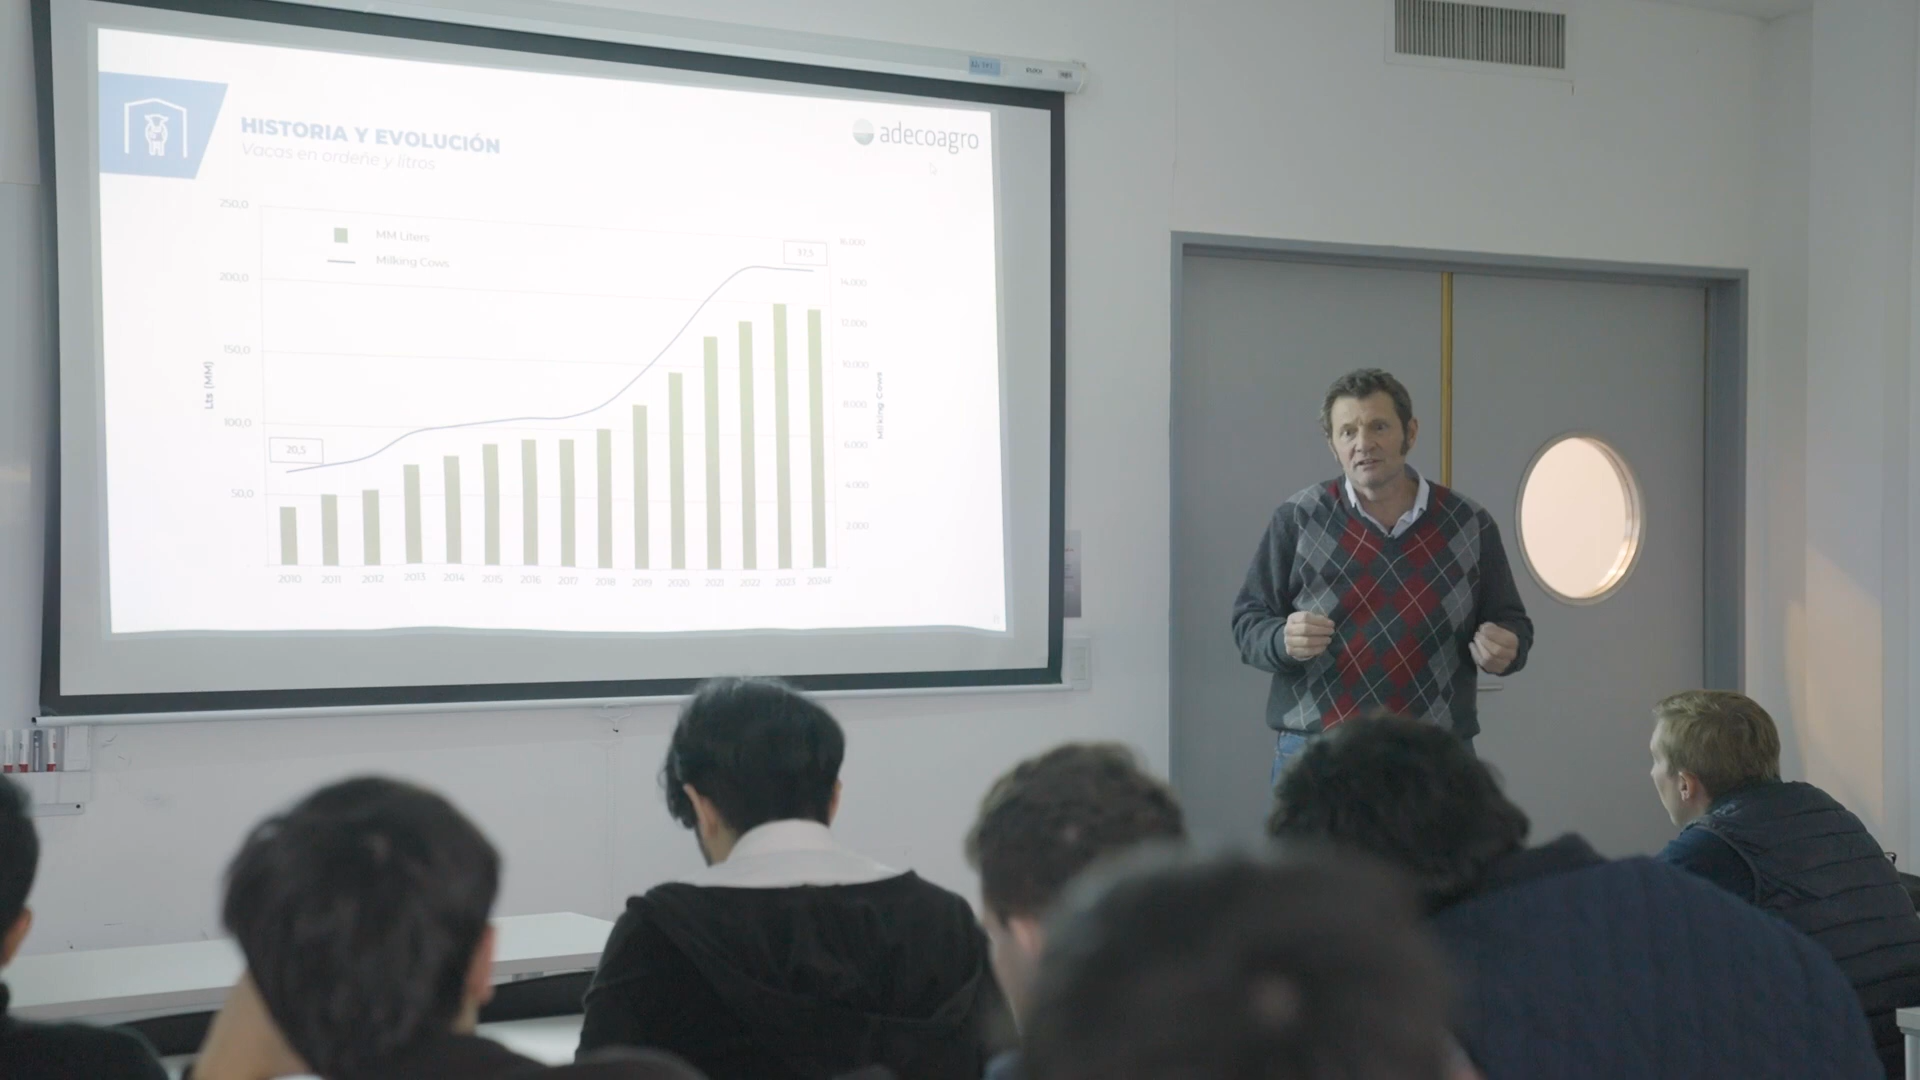 HISTORIA Y EVOLUCIÓN
Vacas en ordeñe y litros
adecoagro
250,0
200,0
150,0
100,0
50,0
Lts (MM)
MM Liters
Milking Cows
20,5
37,5
16.000
14.000
12.000
10.000
8.000
6.000
4.000
2.000
Milking Cows
2010 2011 2012 2013 2014 2015 2016 2017 2018 2019 2020 2021 2022 2023 2024F